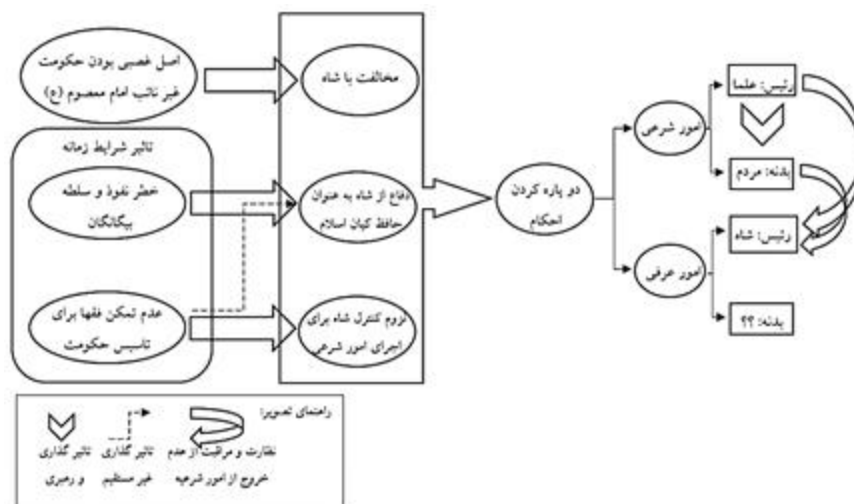 اصل غصبی بودن حکومت
غیر نائب امام معصوم (ع)
مخالفت با شاه
تاثیر شرایط زمانه
خطر نفوذ و سلطه
بیگانگان
دفاع از شاه به عنوان
حافظ کیان اسلام
عدم تمکن فقها برای
تاسیس حکومت
لزوم کنترل شاه برای
اجرای امور شرعی
دو پاره کردن
احکام
امور شرعی
رئیس: علما
بدنه: مردم
امور عرفی
رئیس: شاه
بدنه: ؟؟
راهنمای تصویر:
نظارت و مراقبت از عدم
خروج از امور شرعیه
تاثیر گذاری
غیر مستقیم
تاثیر گذاری
و رهبری